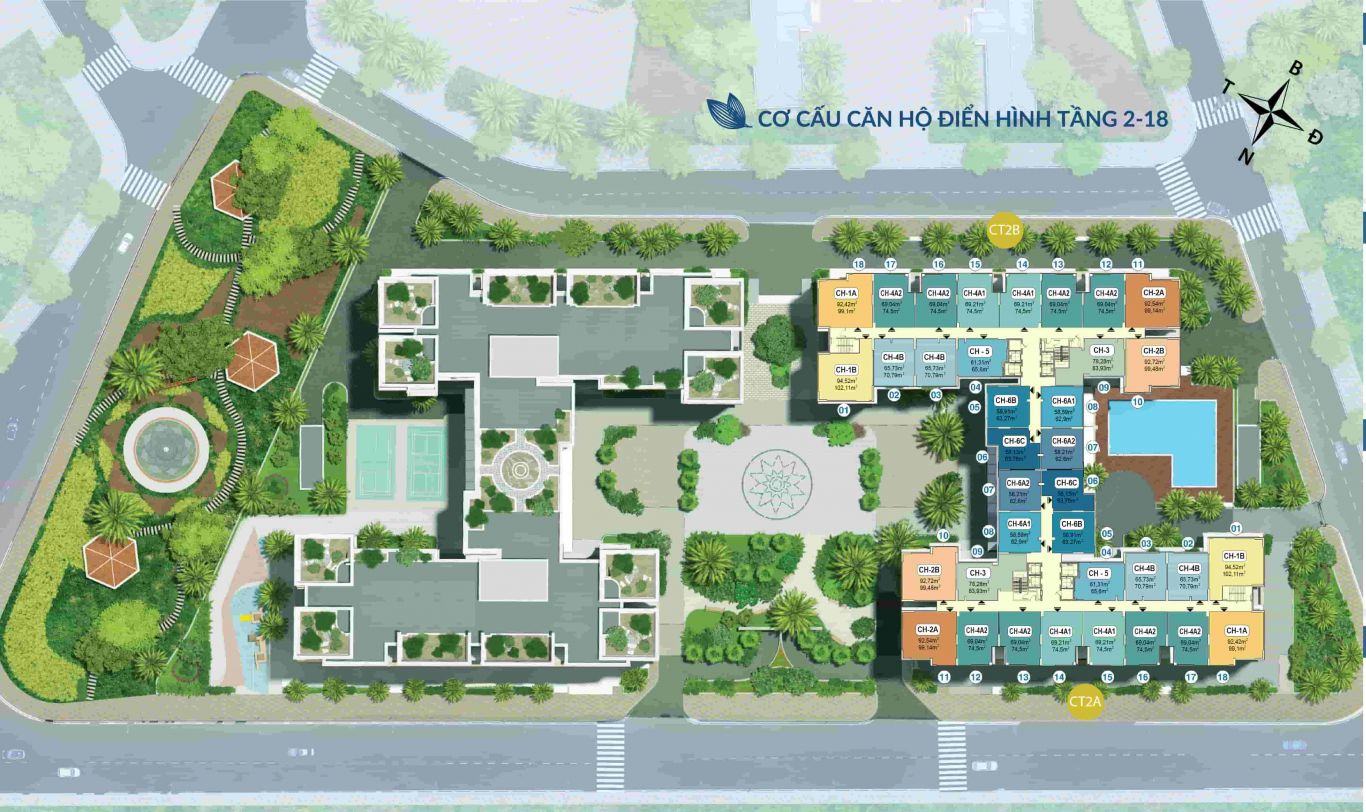 CƠ CẤU CĂN HỘ ĐIỂN HÌNH TẦNG 2-18
B
T
Đ
N
CT2B
18
17
16
15
14
13
12
11
CH-1A
92,42m²
99,1m²
CH-4A2
69,04m²
74,5m²
CH-4A2
69,04m²
74,5m²
CH-4A1
69,21m²
74,5m²
CH-4A1
69,21m²
74,5m²
CH-4A2
69,04m²
74,5m²
CH-4A2
69,04m²
74,5m²
CH-2A
92,54m²
99,14m²
CH-1B
94,52m²
102,11m²
CH-4B
65,73m²
70,79m²
CH-4B
65,73m²
70,79m²
CH - 5
61,31m²
65,6m²
CH-3
78,28m²
83,93m²
CH-2B
92,72m²
99,48m²
01
02
03
04
09
10
05
CH-6B
58,91m²
63,27m²
CH-6A1
58,59m²
62,9m²
08
06
CH-6C
CH-6A2
58,21m²
62,6m²
07
07
CH-6A2
58,21m²
62,6m²
CH-6C
06
08
CH-6A1
58,59m²
62,9m²
CH-6B
58,91m²
63,27m²
05
10
09
04
03
02
01
CH-2B
92,72m²
99,48m²
CH-3
78,28m²
83,93m²
CH - 5
61,31m²
65,6m²
CH-4B
65,73m²
70,79m²
CH-4B
65,73m²
70,79m²
CH-1B
94,52m²
102,11m²
CH-2A
92,54m²
99,14m²
CH-4A2
69,04m²
74,5m²
CH-4A2
69,04m²
74,5m²
CH-4A1
69,21m²
74,5m²
CH-4A1
69,21m²
74,5m²
CH-4A2
69,04m²
74,5m²
CH-4A2
69,04m²
74,5m²
CH-1A
92,42m²
99,1m²
11
12
13
14
15
16
17
18
CT2A